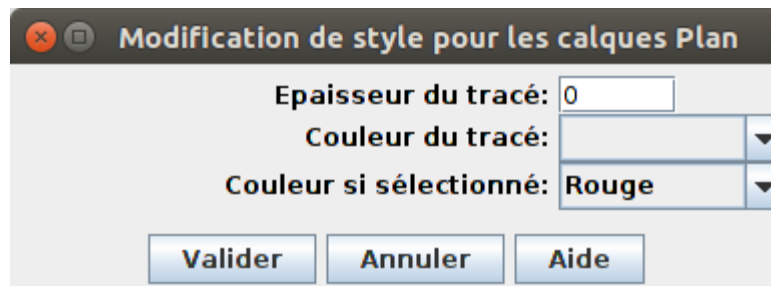 Modification de style pour les calques Plan
Epaisseur du tracé: 0
Couleur du tracé:
Couleur si sélectionné: Rouge
Valider Annuler Aide